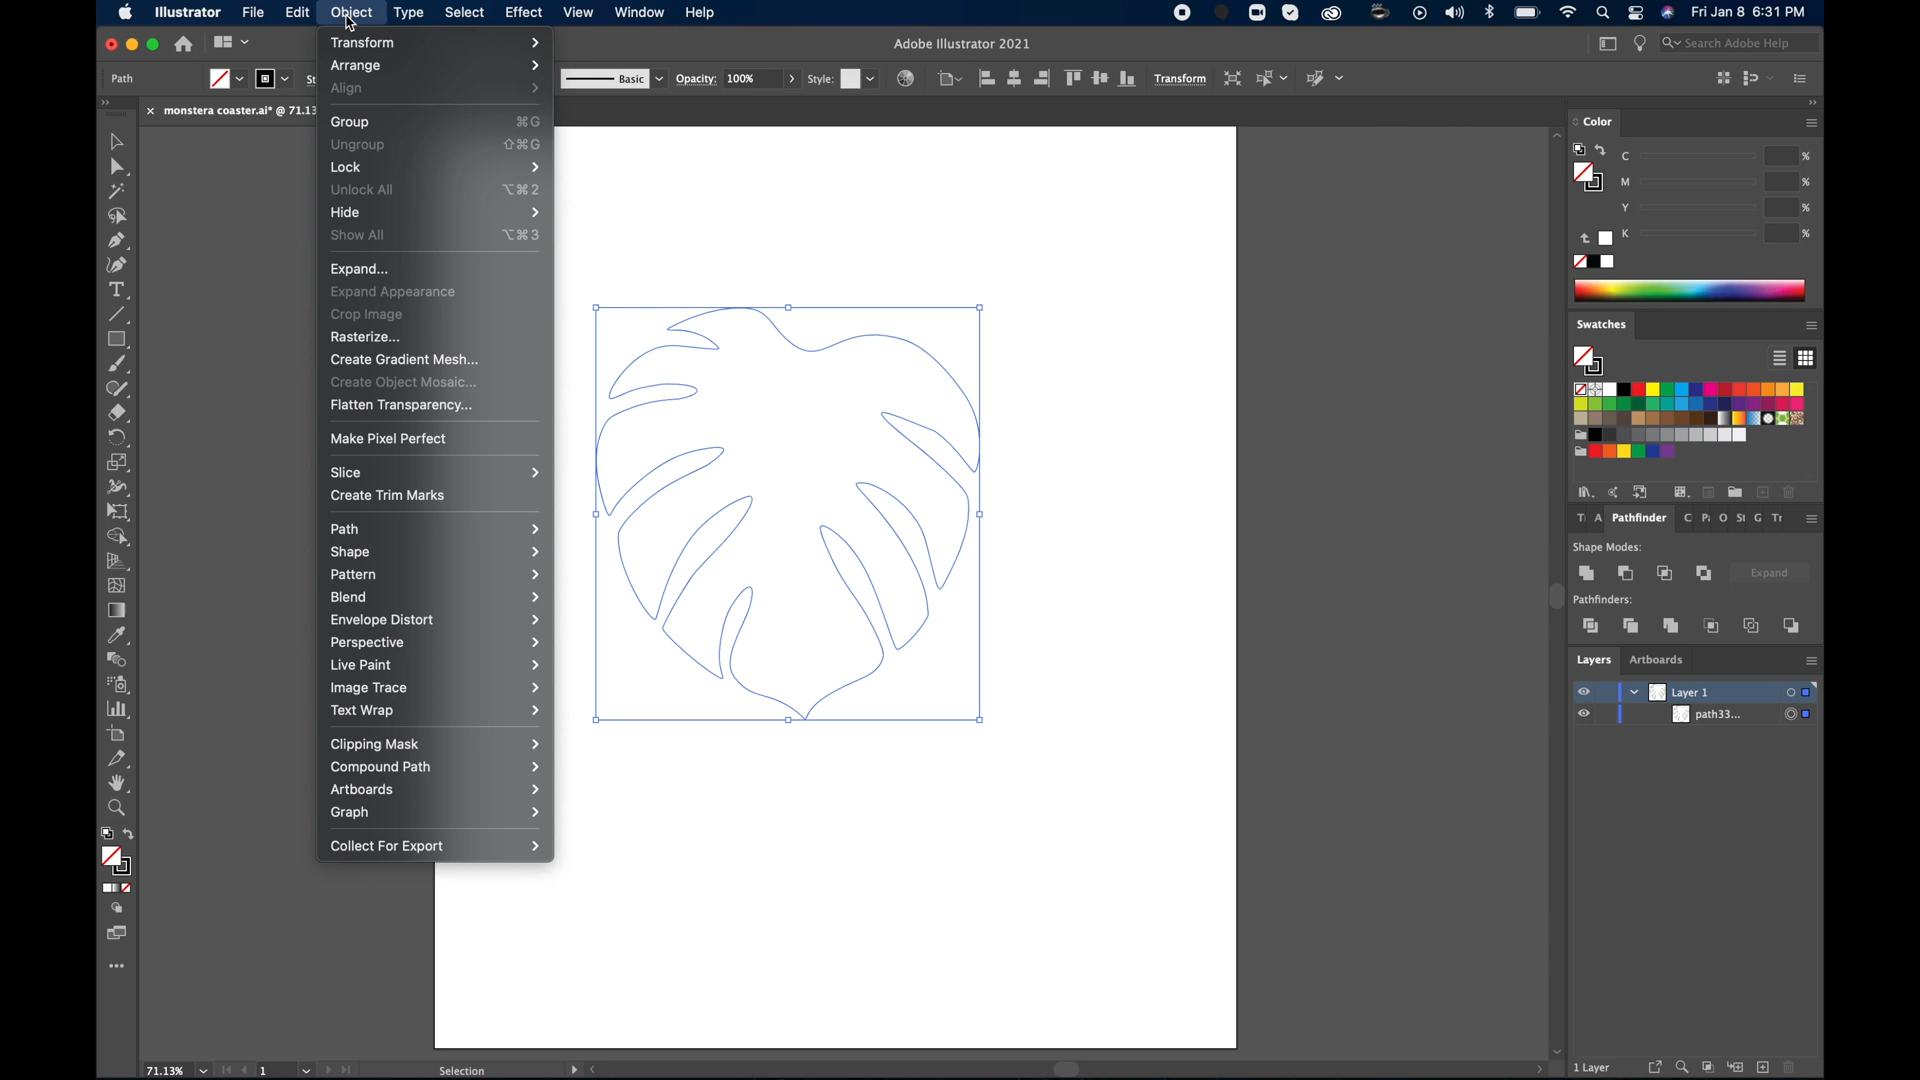 Illustrator File Edit Object Type Select Effect View Window Help Fri Jan 8 6:31 PM
Adobe Illustrator 2021 Search Adobe Help
Path St Basic Opacity: 100% Style: Transform
× monstera coaster.ai* @ 71.13
Transform
Arrange
Align
Group ⌘G
Ungroup ⇧⌘G
Lock
Unlock All ⌥⌘2
Hide
Show All ⌥⌘3
Expand...
Expand Appearance
Crop Image
Rasterize...
Create Gradient Mesh...
Create Object Mosaic...
Flatten Transparency...
Make Pixel Perfect
Slice
Create Trim Marks
Path
Shape
Pattern
Blend
Envelope Distort
Perspective
Live Paint
Image Trace
Text Wrap
Clipping Mask
Compound Path
Artboards
Graph
Collect For Export
Color
C %
M %
Y %
K %
Swatches
T A Pathfinder C P O St G Tr
Shape Modes:
Expand
Pathfinders:
Layers Artboards
Layer 1
path33...
1 Layer
71.13% 1 Selection